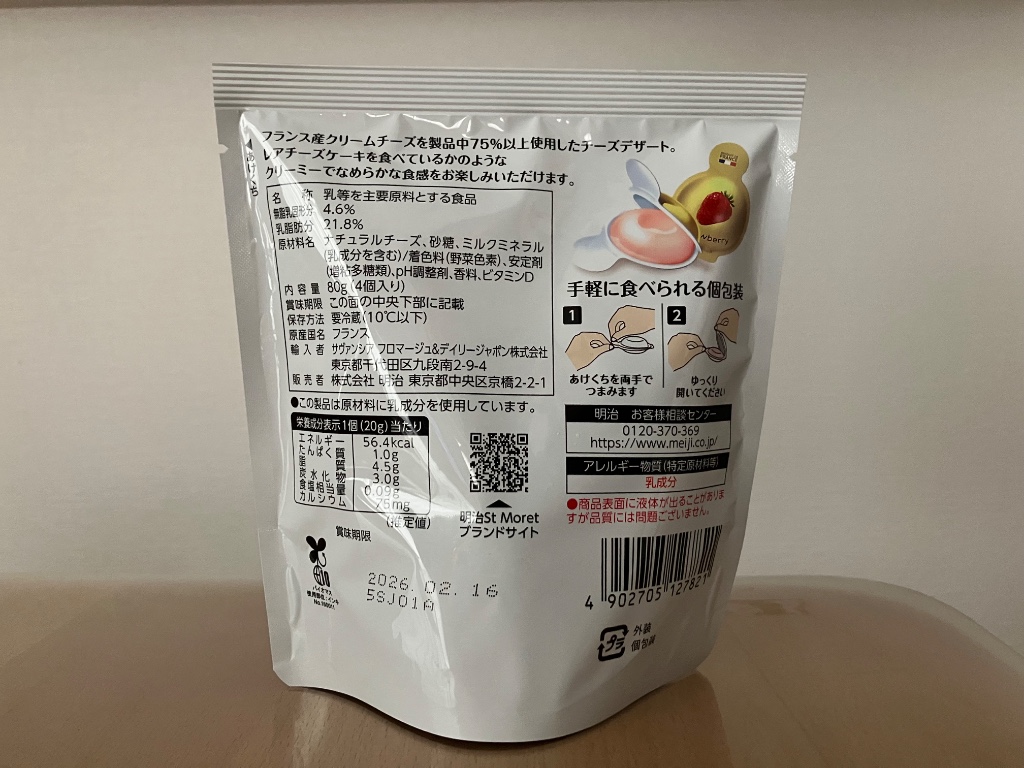 フランス産クリームチーズを製品中75%以上使用したチーズデザート。
レアチーズケーキを食べているかのような
クリーミーでなめらかな食感をお楽しみいただけます。
名 称 乳等を主要原料とする食品
無脂乳固形分 4.6%
乳脂肪分 21.8%
原材料名 ナチュラルチーズ、砂糖、ミルクミネラル
(乳成分を含む)/着色料(野菜色素)、安定剤
(増粘多糖類)、pH調整剤、香料、ビタミンD
内 容 量 80g(4個入り)
賞味期限 この面の中央下部に記載
保存方法 要冷蔵(10℃以下)
原産国名 フランス
輸 入 者 サヴァンシア フロマージュ&デイリージャポン株式会社
東京都千代田区九段南2-9-4
販 売 者 株式会社 明治 東京都中央区京橋2-2-1
●この製品は原材料に乳成分を使用しています。
栄養成分表示1個(20g)当たり
エネルギー 56.4kcal
たんぱく質 1.0g
脂質 4.5g
炭水化物 3.0g
食塩相当量 0.09g
カルシウム 75mg
(推定値)
明治St Moret
ブランドサイト
FRANCE
wberry
手軽に食べられる個包装
1
2
あけくちを両手で
つまみます
ゆっくり
開いてください
明治 お客様相談センター
0120-370-369
https://www.meiji.co.jp/
アレルギー物質(特定原材料等)
乳成分
●商品表面に液体が出ることがありま
すが品質には問題ございません。
賞味期限
2026.02.16
5SJ01A
バイオマス
使用部位:インキ
4 902705 127821
プラ
外装
個包装